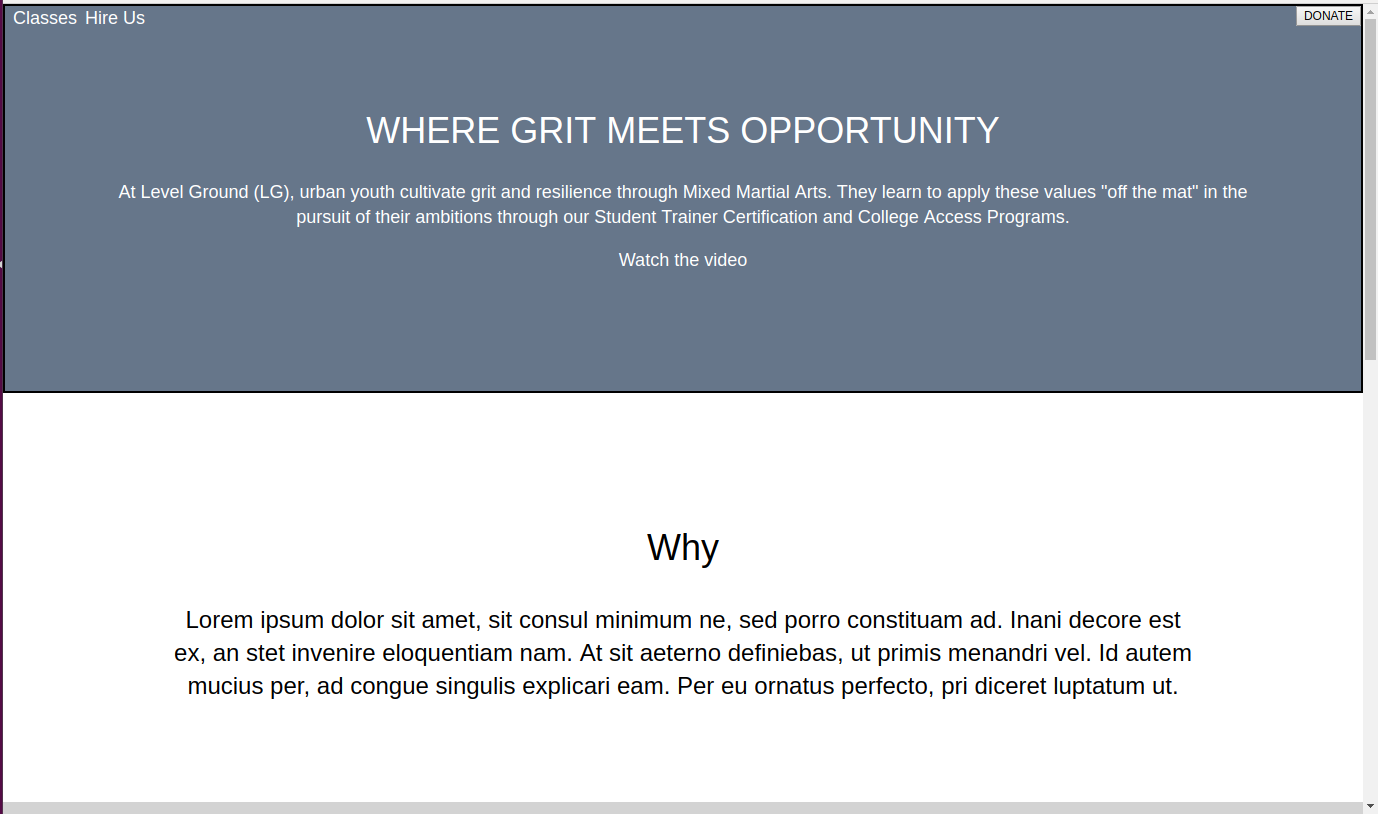 Classes Hire Us DONATE
WHERE GRIT MEETS OPPORTUNITY
At Level Ground (LG), urban youth cultivate grit and resilience through Mixed Martial Arts. They learn to apply these values "off the mat" in the
pursuit of their ambitions through our Student Trainer Certification and College Access Programs.
Watch the video
Why
Lorem ipsum dolor sit amet, sit consul minimum ne, sed porro constituam ad. Inani decore est
ex, an stet invenire eloquentiam nam. At sit aeterno definiebas, ut primis menandri vel. Id autem
mucius per, ad congue singulis explicari eam. Per eu ornatus perfecto, pri diceret luptatum ut.